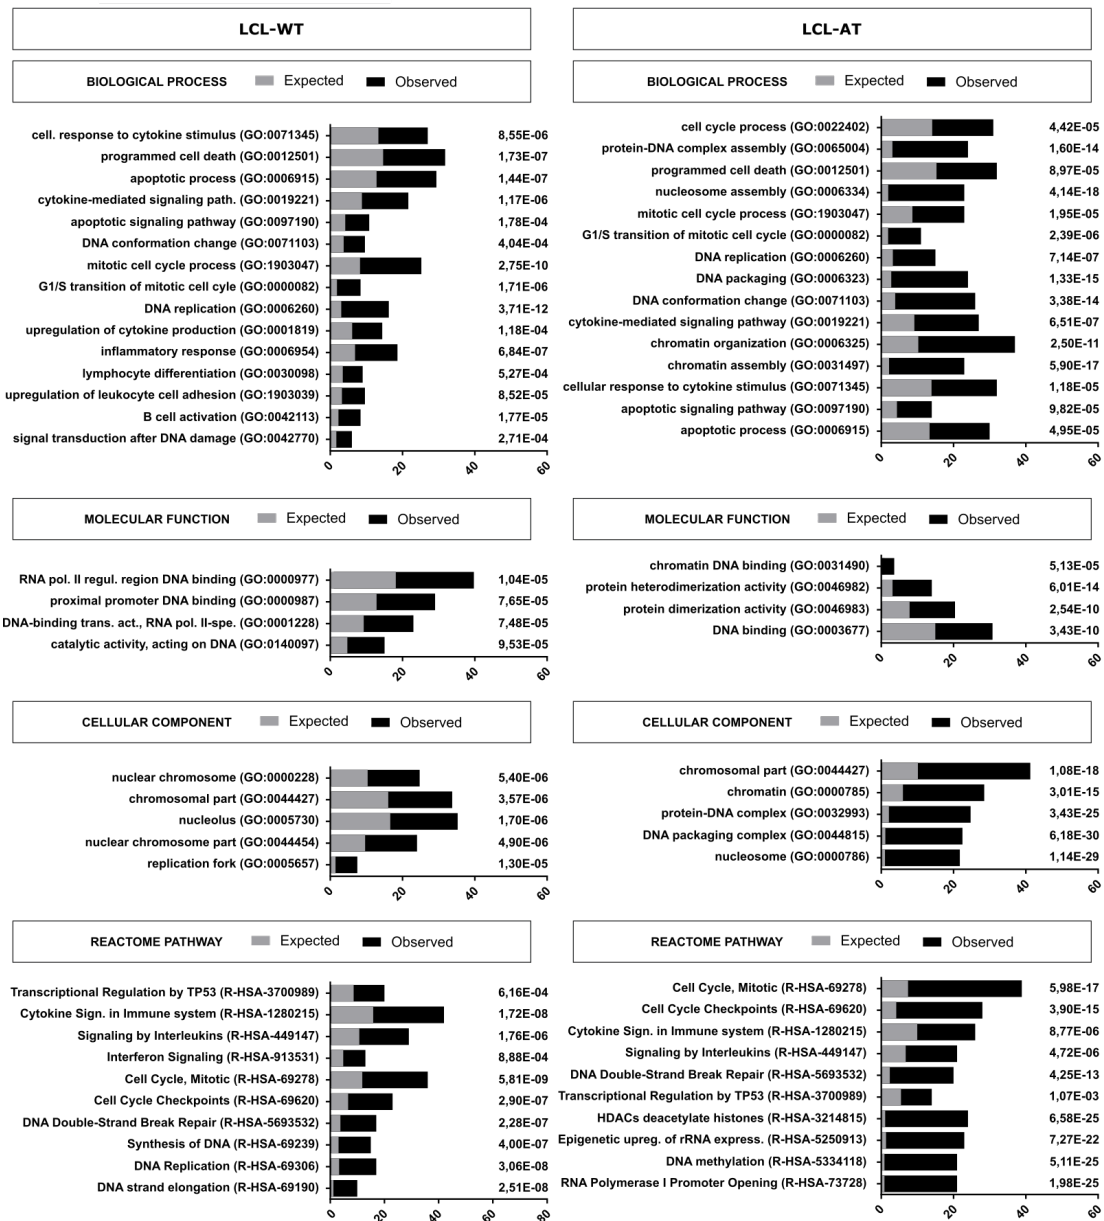 LCL-WT
BIOLOGICAL PROCESS Expected Observed
cell. response to cytokine stimulus (GO:0071345) 8,55E-06
programmed cell death (GO:0012501) 1,73E-07
apoptotic process (GO:0006915) 1,44E-07
cytokine-mediated signaling path. (GO:0019221) 1,17E-06
apoptotic signaling pathway (GO:0097190) 1,78E-04
DNA conformation change (GO:0071103) 4,04E-04
mitotic cell cycle process (GO:1903047) 2,75E-10
G1/S transition of mitotic cell cyle (GO:0000082) 1,71E-06
DNA replication (GO:0006260) 3,71E-12
upregulation of cytokine production (GO:0001819) 1,18E-04
inflammatory response (GO:0006954) 6,84E-07
lymphocyte differentiation (GO:0030098) 5,27E-04
upregulation of leukocyte cell adhesion (GO:1903039) 8,52E-05
B cell activation (GO:0042113) 1,77E-05
signal transduction after DNA damage (GO:0042770) 2,71E-04
0 20 40 60
MOLECULAR FUNCTION Expected Observed
RNA pol. II regul. region DNA binding (GO:0000977) 1,04E-05
proximal promoter DNA binding (GO:0000987) 7,65E-05
DNA-binding trans. act., RNA pol. II-spe. (GO:0001228) 7,48E-05
catalytic activity, acting on DNA (GO:0140097) 9,53E-05
0 20 40 60
CELLULAR COMPONENT Expected Observed
nuclear chromosome (GO:0000228) 5,40E-06
chromosomal part (GO:0044427) 3,57E-06
nucleolus (GO:0005730) 1,70E-06
nuclear chromosome part (GO:0044454) 4,90E-06
replication fork (GO:0005657) 1,30E-05
0 20 40 60
REACTOME PATHWAY Expected Observed
Transcriptional Regulation by TP53 (R-HSA-3700989) 6,16E-04
Cytokine Sign. in Immune system (R-HSA-1280215) 1,72E-08
Signaling by Interleukins (R-HSA-449147) 1,76E-06
Interferon Signaling (R-HSA-913531) 8,88E-04
Cell Cycle, Mitotic (R-HSA-69278) 5,81E-09
Cell Cycle Checkpoints (R-HSA-69620) 2,90E-07
DNA Double-Strand Break Repair (R-HSA-5693532) 2,28E-07
Synthesis of DNA (R-HSA-69239) 4,00E-07
DNA Replication (R-HSA-69306) 3,06E-08
DNA strand elongation (R-HSA-69190) 2,51E-08
0 20 40 60 80
LCL-AT
BIOLOGICAL PROCESS Expected Observed
cell cycle process (GO:0022402) 4,42E-05
protein-DNA complex assembly (GO:0065004) 1,60E-14
programmed cell death (GO:0012501) 8,97E-05
nucleosome assembly (GO:0006334) 4,14E-18
mitotic cell cycle process (GO:1903047) 1,95E-05
G1/S transition of mitotic cell cycle (GO:0000082) 2,39E-06
DNA replication (GO:0006260) 7,14E-07
DNA packaging (GO:0006323) 1,33E-15
DNA conformation change (GO:0071103) 3,38E-14
cytokine-mediated signaling pathway (GO:0019221) 6,51E-07
chromatin organization (GO:0006325) 2,50E-11
chromatin assembly (GO:0031497) 5,90E-17
cellular response to cytokine stimulus (GO:0071345) 1,18E-05
apoptotic signaling pathway (GO:0097190) 9,82E-05
apoptotic process (GO:0006915) 4,95E-05
0 20 40 60
MOLECULAR FUNCTION Expected Observed
chromatin DNA binding (GO:0031490) 5,13E-05
protein heterodimerization activity (GO:0046982) 6,01E-14
protein dimerization activity (GO:0046983) 2,54E-10
DNA binding (GO:0003677) 3,43E-10
0 20 40 60
CELLULAR COMPONENT Expected Observed
chromosomal part (GO:0044427) 1,08E-18
chromatin (GO:0000785) 3,01E-15
protein-DNA complex (GO:0032993) 3,43E-25
DNA packaging complex (GO:0044815) 6,18E-30
nucleosome (GO:0000786) 1,14E-29
0 20 40 60
REACTOME PATHWAY Expected Observed
Cell Cycle, Mitotic (R-HSA-69278) 5,98E-17
Cell Cycle Checkpoints (R-HSA-69620) 3,90E-15
Cytokine Sign. in Immune system (R-HSA-1280215) 8,77E-06
Signaling by Interleukins (R-HSA-449147) 4,72E-06
DNA Double-Strand Break Repair (R-HSA-5693532) 4,25E-13
Transcriptional Regulation by TP53 (R-HSA-3700989) 1,07E-03
HDACs deacetylate histones (R-HSA-3214815) 6,58E-25
Epigenetic upreg. of rRNA express. (R-HSA-5250913) 7,27E-22
DNA methylation (R-HSA-5334118) 5,11E-25
RNA Polymerase I Promoter Opening (R-HSA-73728) 1,98E-25
0 20 40 60